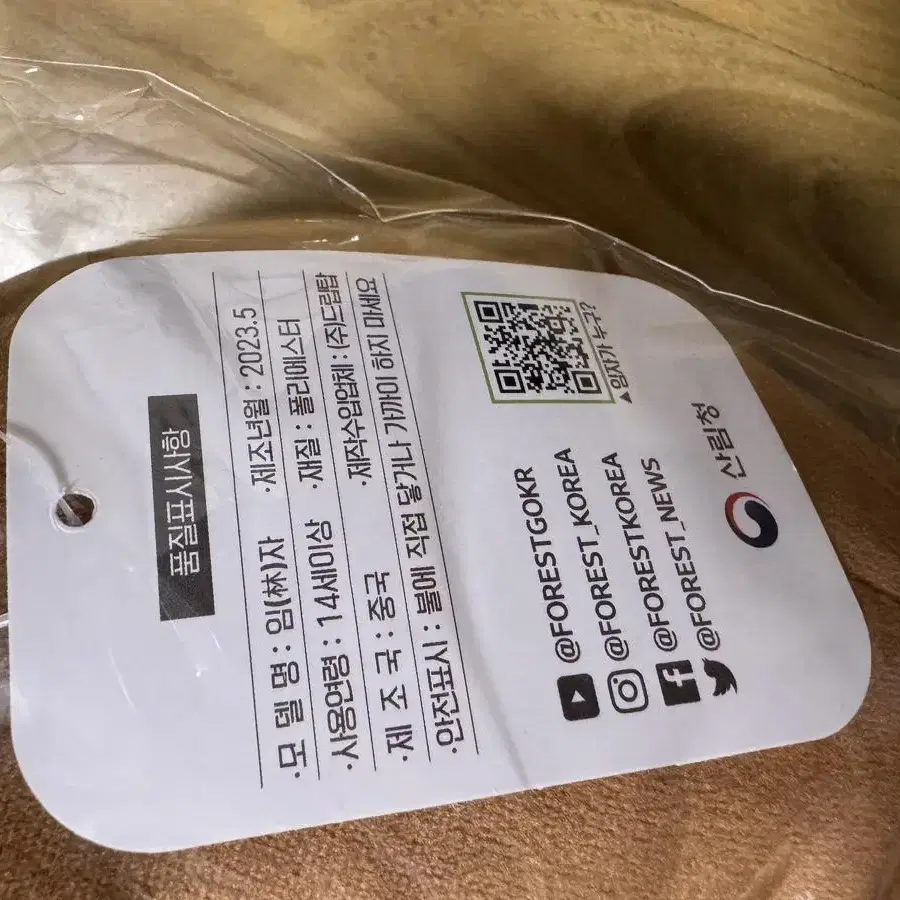 품질표시사항
·모 델 명 : 임(林)자 ·제조년월 : 2023.5
·사용연령 : 14세이상 ·재질 : 폴리에스터
·제 조 국 : 중국 ·제작수입업체 : (주)드림탑
·안전표시 : 불에 직접 닿거나 가까이 하지 마세요
@FORESTGOKR
@FOREST_KOREA
@FORESTKOREA
@FOREST_NEWS
▲임자가 누구?
산림청